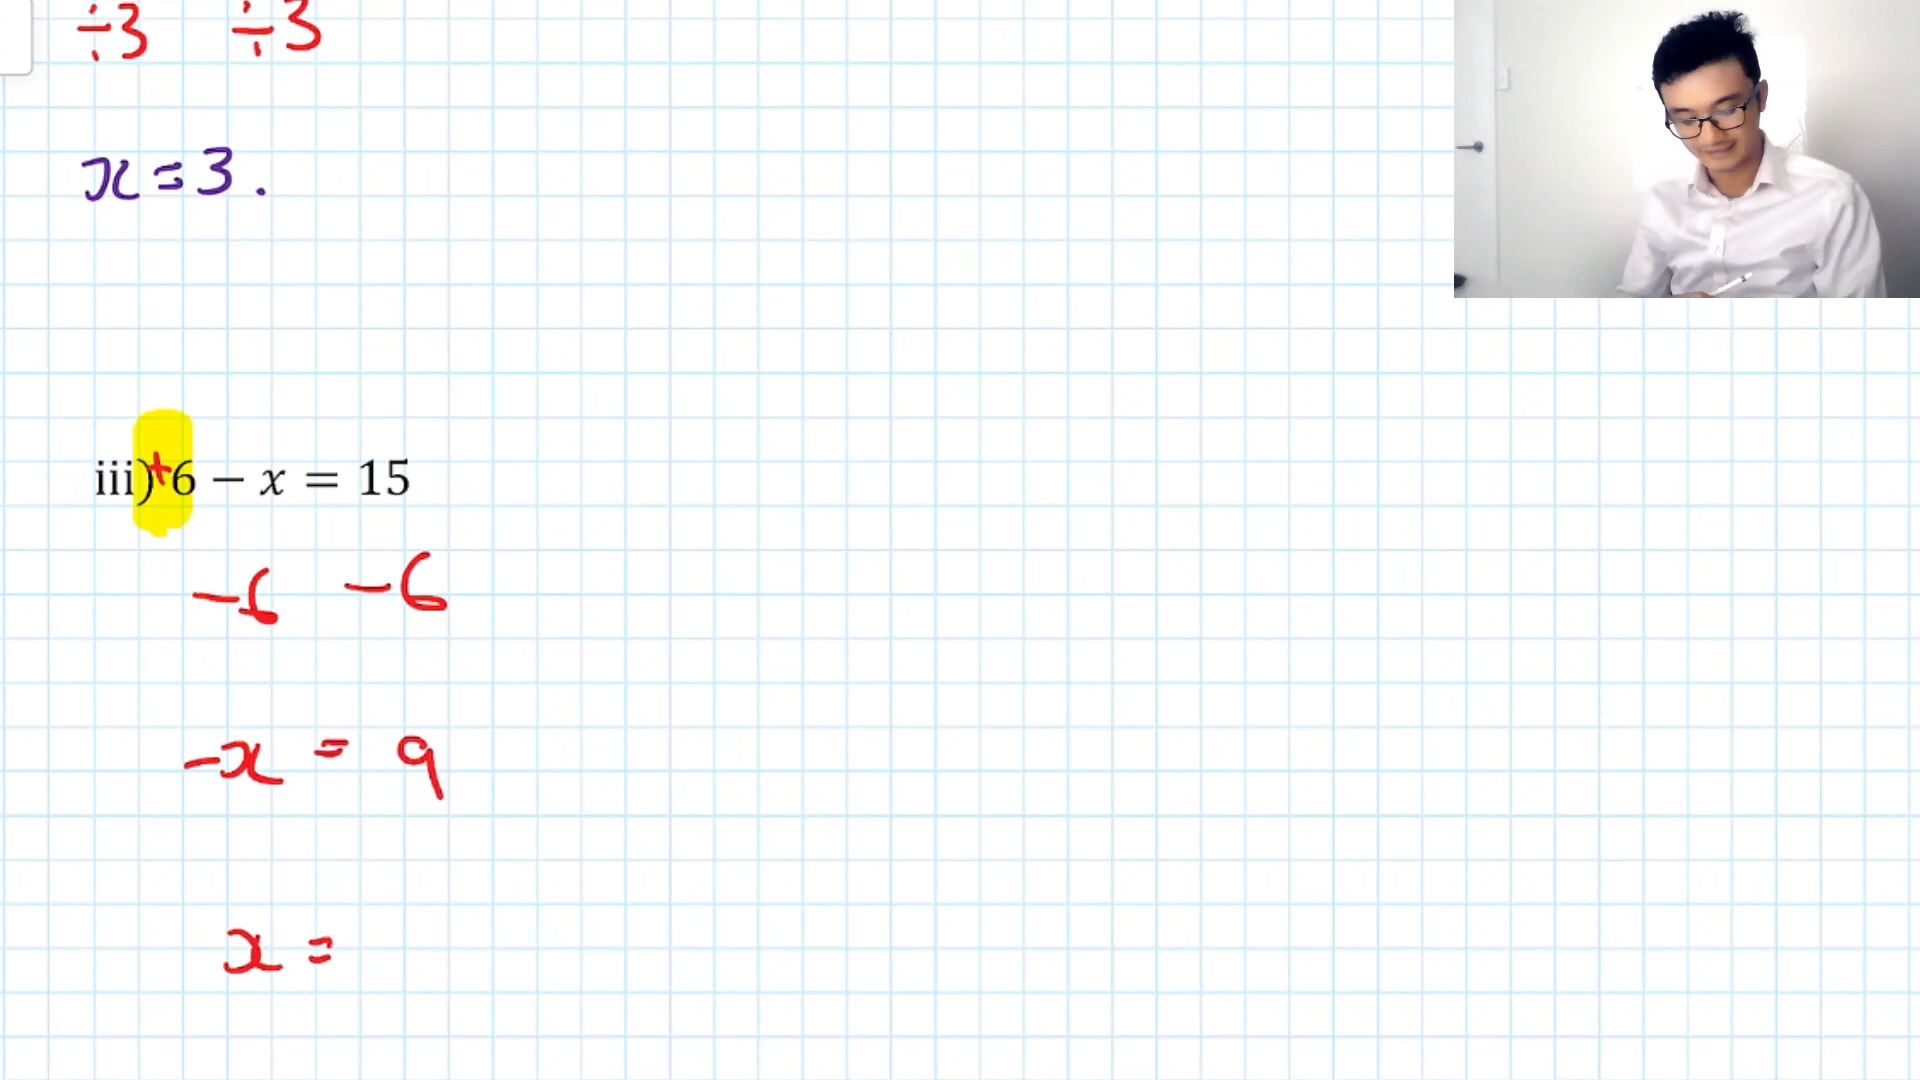 ÷3 ÷3
x = 3.
iii) +6 − x = 15
−6 −6
−x = 9
x =